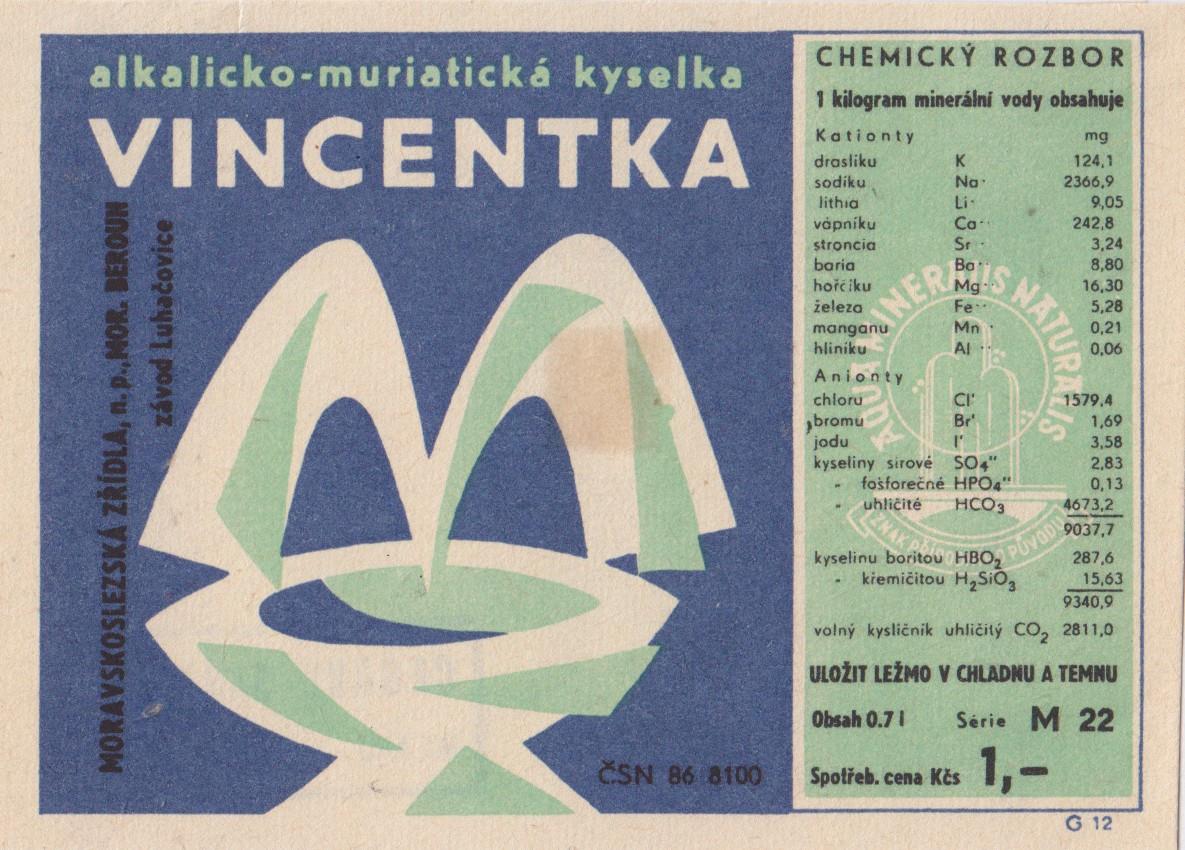 alkalicko-muriatická kyselka
VINCENTKA
MORAVSKOSLEZSKÁ ZŘÍDLA, n. p., MOR. BEROUN
závod Luhačovice
ČSN 86 8100
CHEMICKÝ ROZBOR
1 kilogram minerální vody obsahuje
Kationty mg
draslíku K 124,1
sodíku Na· 2366,9
lithia Li· 9,05
vápníku Ca·· 242,8
stroncia Sr·· 3,24
baria Ba·· 8,80
hořčíku Mg·· 16,30
železa Fe·· 5,28
manganu Mn·· 0,21
hliníku Al··· 0,06
Anionty
chloru Cl' 1579,4
bromu Br' 1,69
jodu I' 3,58
kyseliny sírové SO4" 2,83
" fosforečné HPO4" 0,13
" uhličité HCO3 4673,2
9037,7
kyselinu boritou HBO2 287,6
" křemičitou H2SiO3 15,63
9340,9
volný kysličník uhličitý CO2 2811,0
AQUA MINERALIS NATURALIS
ZNAK PŮVODU
ULOŽIT LEŽMO V CHLADNU A TEMNU
Obsah 0.7 l Série M 22
Spotřeb. cena Kčs 1,–
G 12